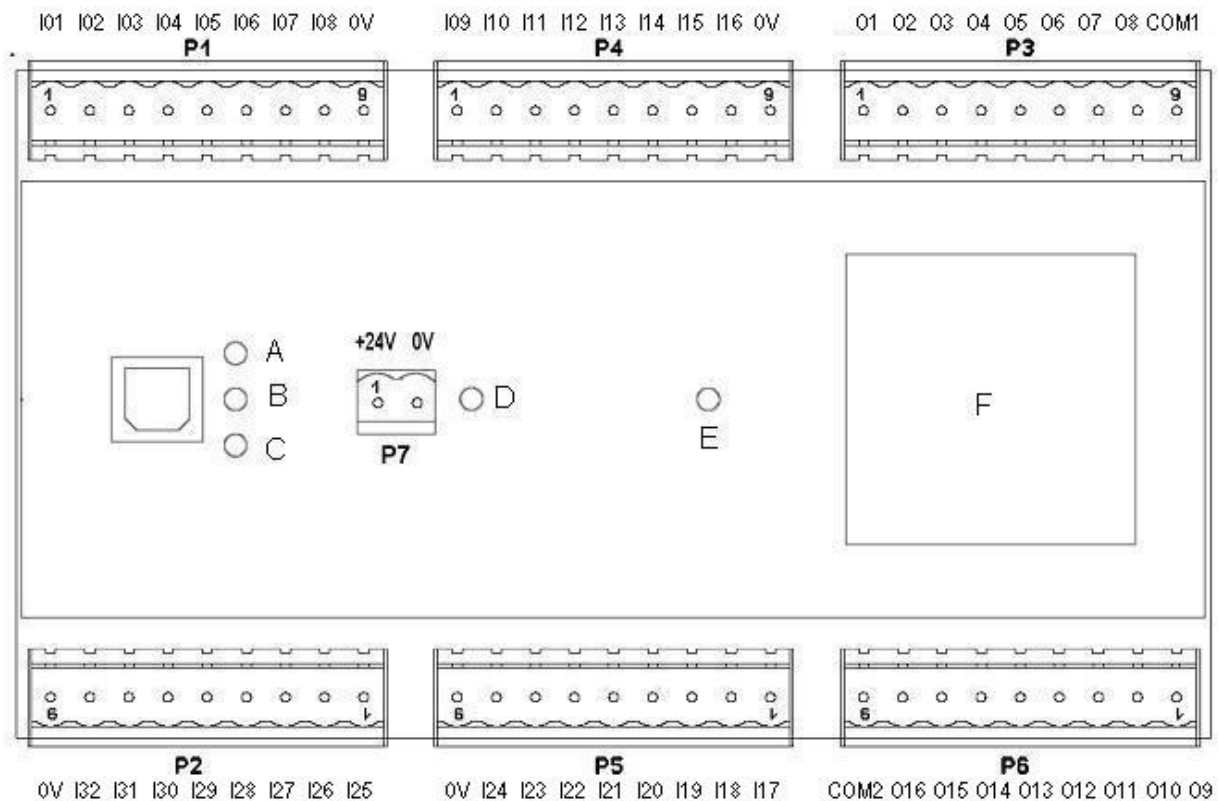 I01 I02 I03 I04 I05 I06 I07 I08 0V
P1
1 9
I09 I10 I11 I12 I13 I14 I15 I16 0V
P4
1 9
O1 O2 O3 O4 O5 O6 O7 O8 COM1
P3
1 9
A
B
C
+24V 0V
1
P7
D
E
F
9 1
P2
0V I32 I31 I30 I29 I28 I27 I26 I25
9 1
P5
0V I24 I23 I22 I21 I20 I19 I18 I17
9 1
P6
COM2 O16 O15 O14 O13 O12 O11 O10 O9